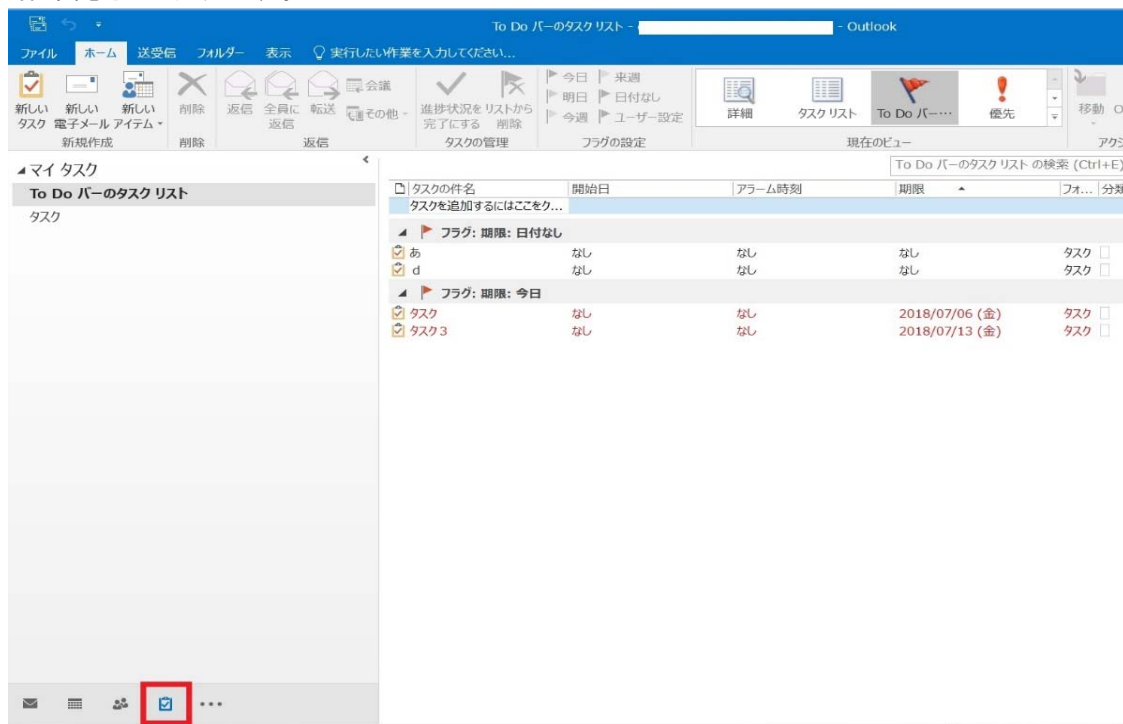 To Do バーのタスク リスト - - Outlook
ファイル ホーム 送受信 フォルダー 表示 実行したい作業を入力してください...
新しい タスク 新しい 電子メール 新しい アイテム 削除 返信 全員に 返信 転送 会議 その他 進捗状況を 完了にする リストから 削除 今日 来週 明日 日付なし 今週 ユーザー設定 詳細 タスク リスト To Do バー… 優先 移動
新規作成 削除 返信 タスクの管理 フラグの設定 現在のビュー
マイ タスク
To Do バーのタスク リスト の検索 (Ctrl+E)
To Do バーのタスク リスト
タスク
タスクの件名 開始日 アラーム時刻 期限 フォ... 分類
タスクを追加するにはここをク...
フラグ: 期限: 日付なし
あ なし なし なし タスク
d なし なし なし タスク
フラグ: 期限: 今日
タスク なし なし 2018/07/06 (金) タスク
タスク3 なし なし 2018/07/13 (金) タスク